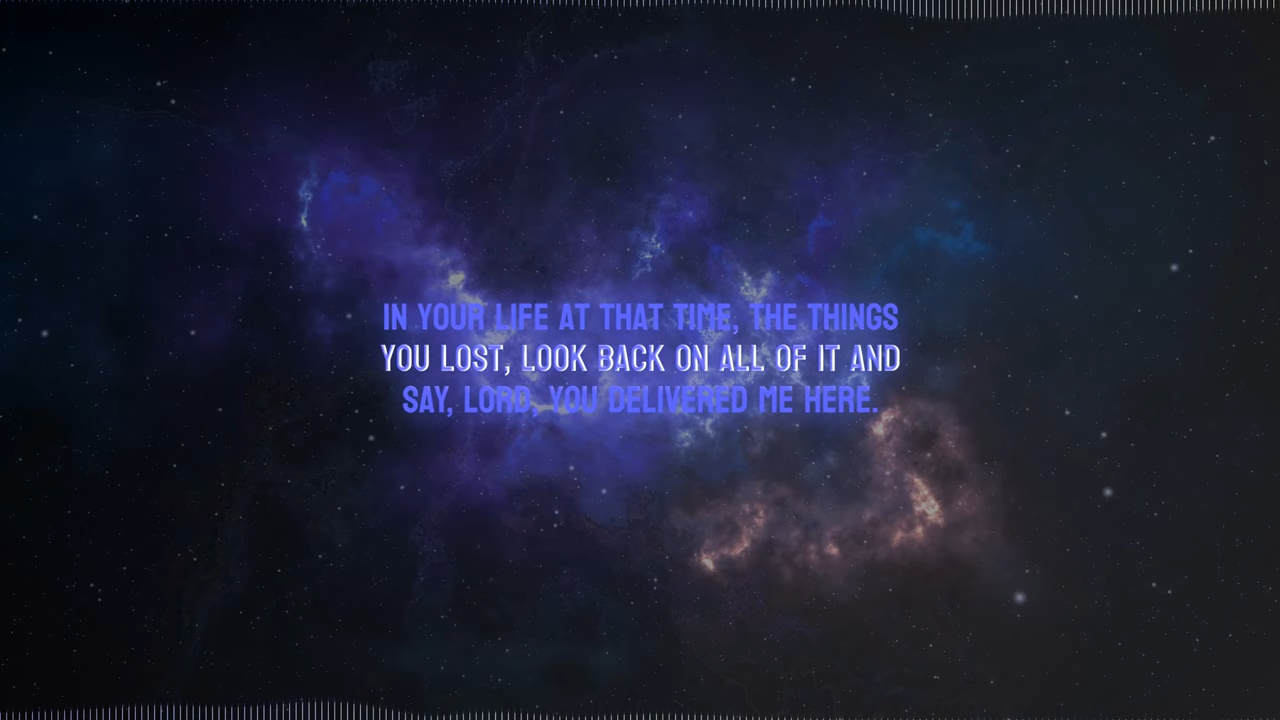 IN YOUR LIFE AT THAT TIME, THE THINGS
YOU LOST, LOOK BACK ON ALL OF IT AND
SAY, LORD, YOU DELIVERED ME HERE.